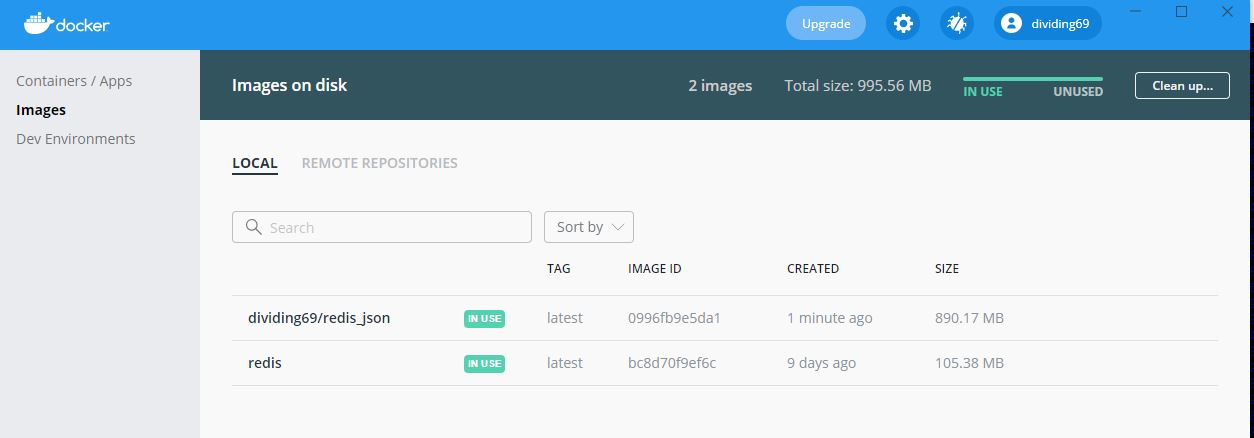 docker
Upgrade
dividing69
Containers / Apps
Images
Dev Environments
Images on disk
2 images
Total size: 995.56 MB
IN USE
UNUSED
Clean up...
LOCAL
REMOTE REPOSITORIES
Search
Sort by
TAG IMAGE ID CREATED SIZE
dividing69/redis_json IN USE latest 0996fb9e5da1 1 minute ago 890.17 MB
redis IN USE latest bc8d70f9ef6c 9 days ago 105.38 MB